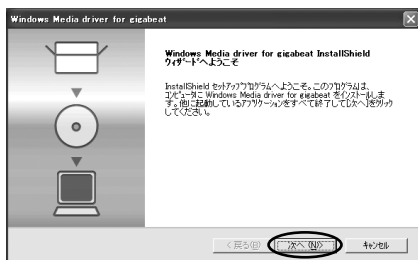 Windows Media driver for gigabeat
Windows Media driver for gigabeat InstallShield
ウィザードへようこそ
InstallShield セットアッププログラムへようこそ。このプログラムは、
コンピュータに Windows Media driver for gigabeat をインストールしま
す。他に起動しているアプリケーションをすべて終了して[次へ]をクリック
してください。
< 戻る(B)
次へ (N)>
キャンセル